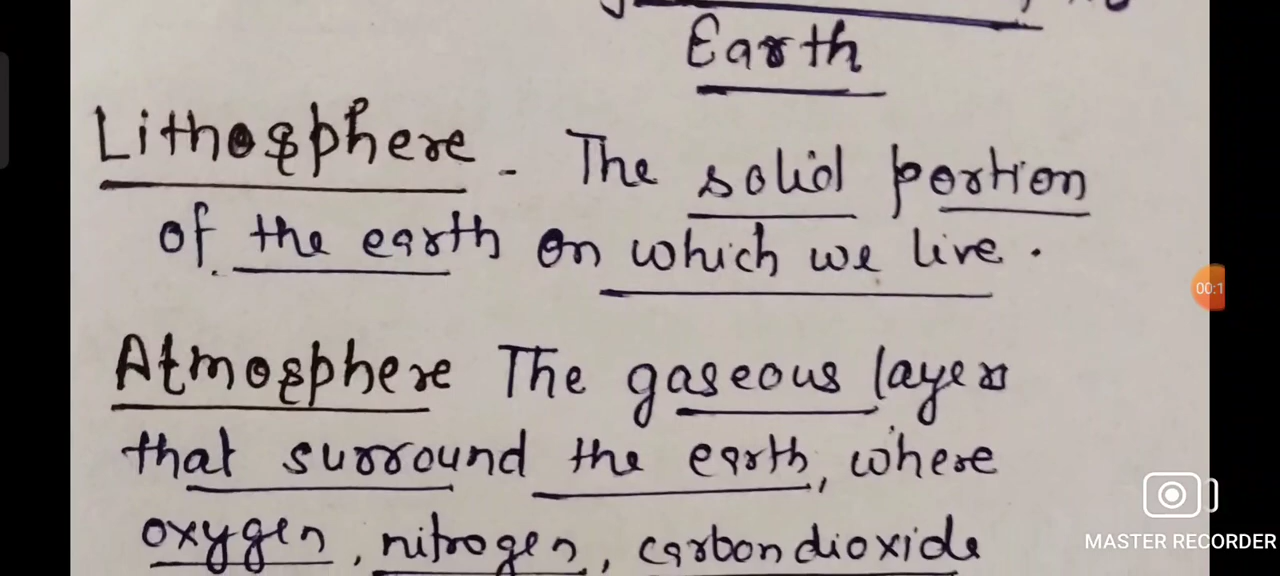 Earth
Lithosphere - The solid portion
of the earth on which we live.
Atmosphere The gaseous layers
that surround the earth, where
oxygen, nitrogen, carbondioxide
00:1
MASTER RECORDER